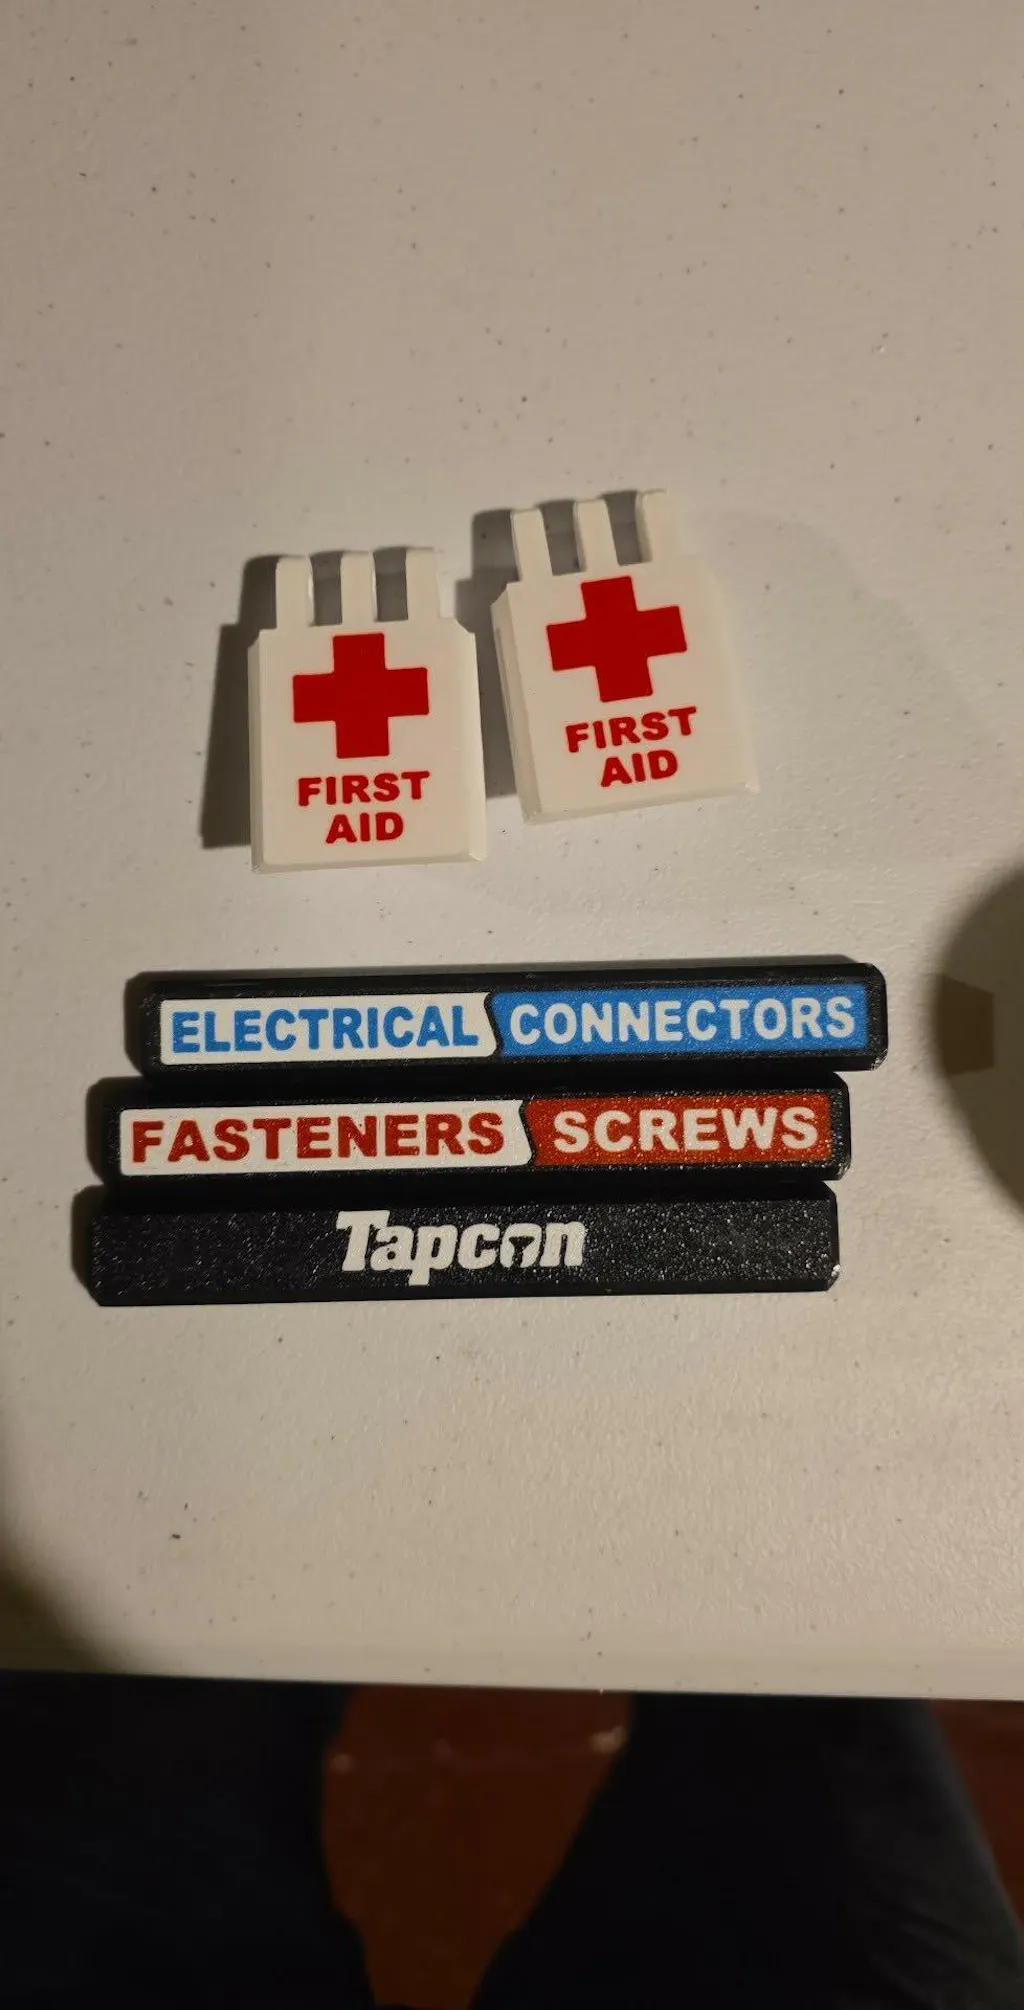 FIRST
AID
FIRST
AID
ELECTRICAL CONNECTORS
FASTENERS SCREWS
Tapcon